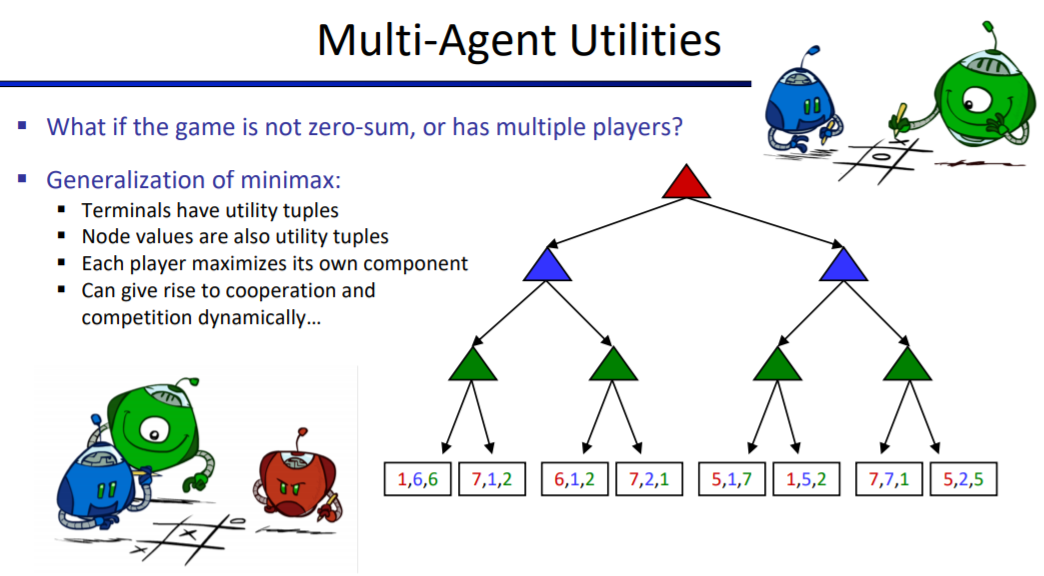 Multi-Agent Utilities
▪ What if the game is not zero-sum, or has multiple players?
▪ Generalization of minimax:
▪ Terminals have utility tuples
▪ Node values are also utility tuples
▪ Each player maximizes its own component
▪ Can give rise to cooperation and
competition dynamically…
1,6,6 7,1,2 6,1,2 7,2,1 5,1,7 1,5,2 7,7,1 5,2,5